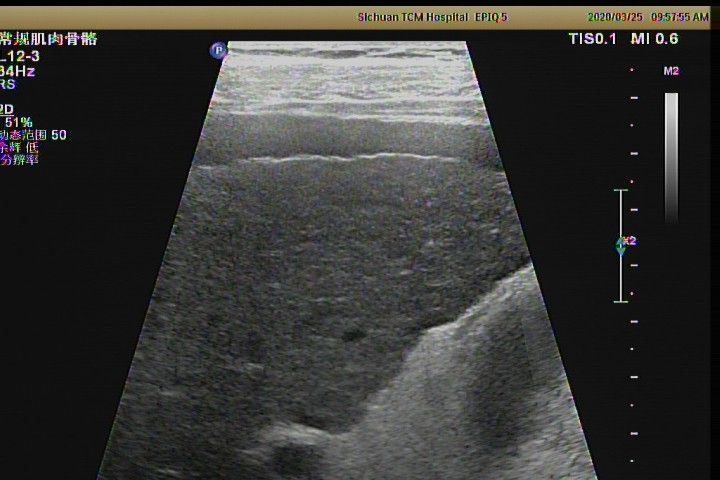 Sichuan TCM Hospital EPIQ 5
2020/03/25 09:57:55 AM
常规肌肉骨骼
TIS0.1 MI 0.6
L12-3
34Hz
RS
P
M2
2D
51%
动态范围 50
余辉 低
分辨率
X2